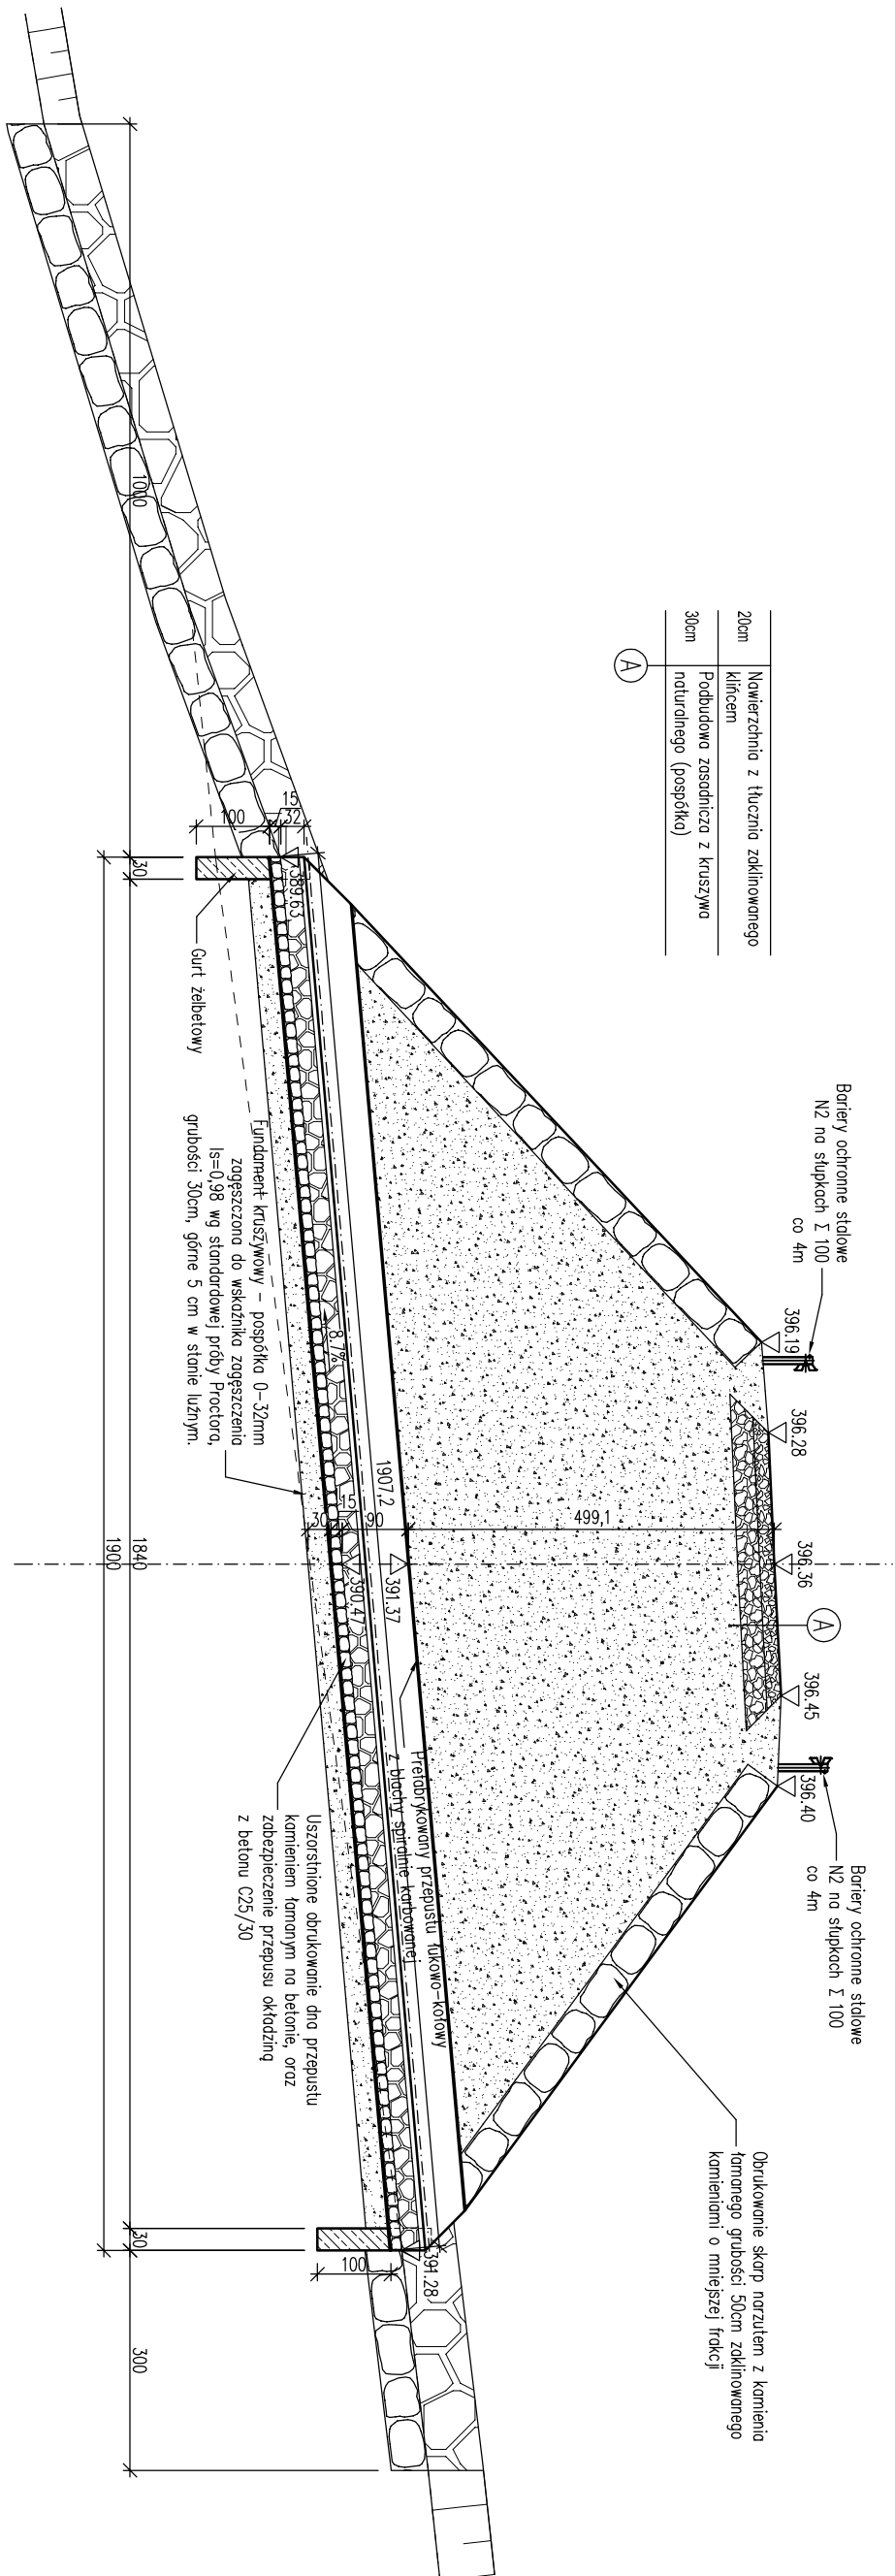 20cm
Nawierzchnia z tłucznia zaklinowanego
klińcem
30cm
Podbudowa zasadnicza z kruszywa
naturalnego (pospółka)
A
Bariery ochronne stalowe
N2 na słupkach Σ 100
co 4m
396.19
396.28
396.36
A
396.45
396.40
Bariery ochronne stalowe
N2 na słupkach Σ 100
co 4m
Obrukowanie skarp narzutem z kamienia
łamanego grubości 50cm zaklinowanego
kamieniami o mniejszej frakcji
499,1
1907,2
90
15
30
391.37
390.47
8.7%
Prefabrykowany przepustu łukowo-kołowy
z blachy spiralnie karbowanej
1000
100
15
32
389.63
30
Gurt żelbetowy
Fundament kruszywowy - pospółka 0-32mm
zagęszczona do wskaźnika zagęszczenia
Is=0,98 wg standardowej próby Proctora,
grubości 30cm, górne 5 cm w stanie luźnym.
Uszorstnione obrukowanie dna przepustu
kamieniem łamanym na betonie, oraz
zabezpieczenie przepusu okładziną
z betonu C25/30
391.28
100
30
300
1840
1900